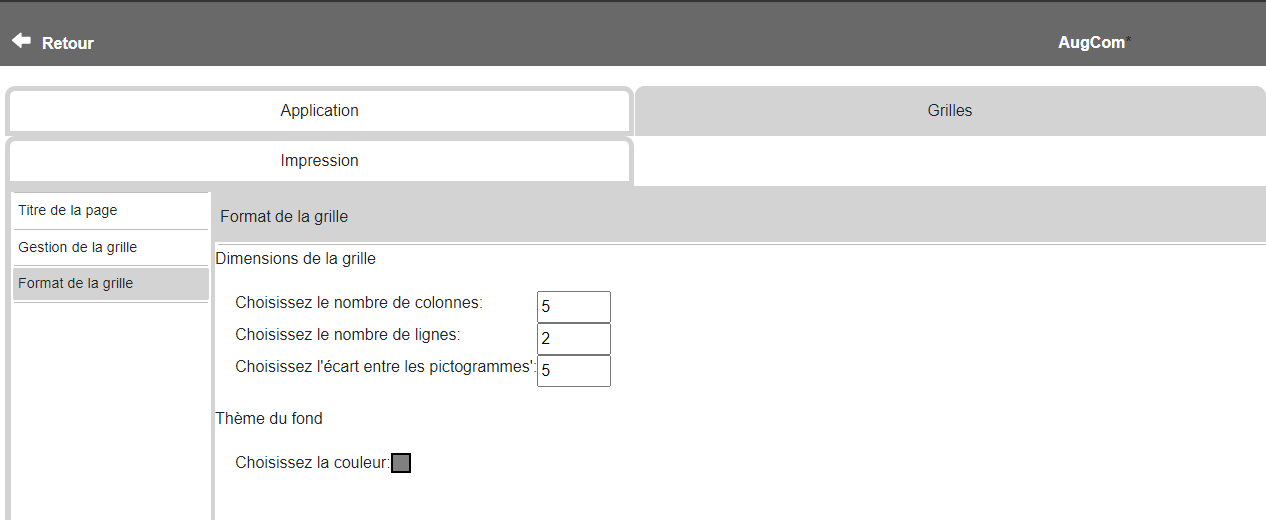 Retour
AugCom*
Application
Grilles
Impression
Titre de la page
Gestion de la grille
Format de la grille
Format de la grille
Dimensions de la grille
Choisissez le nombre de colonnes: 5
Choisissez le nombre de lignes: 2
Choisissez l'écart entre les pictogrammes': 5
Thème du fond
Choisissez la couleur: